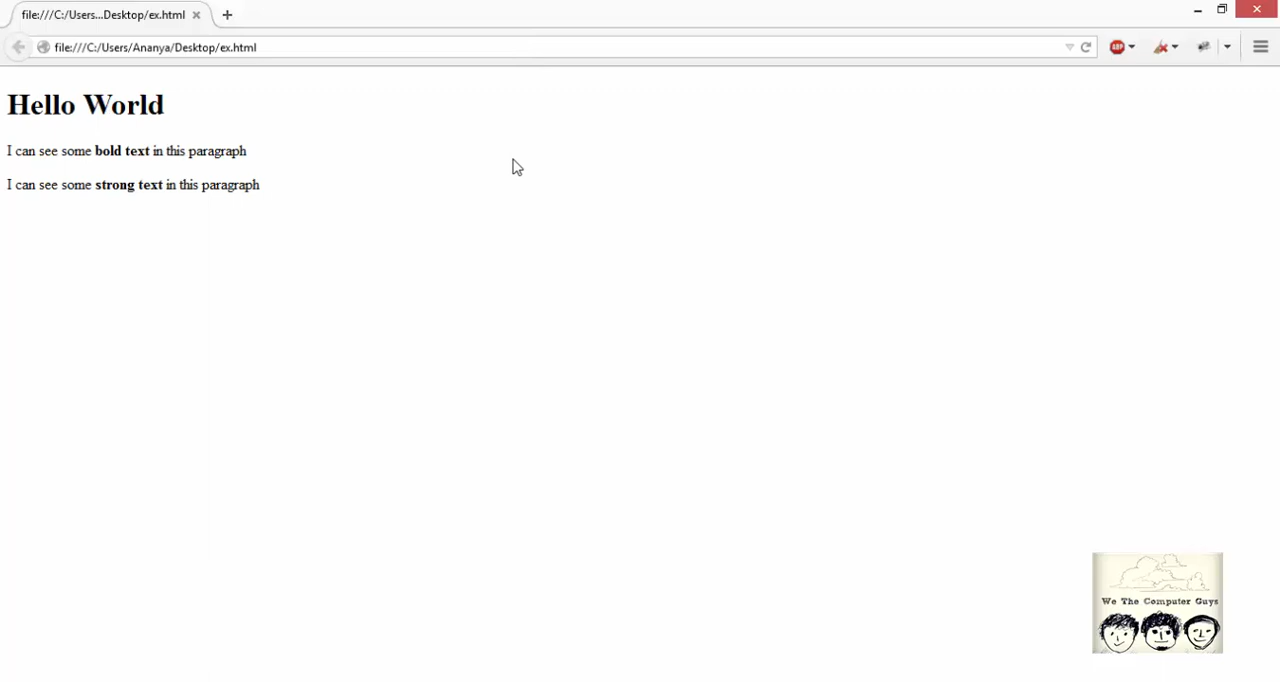 file:///C:/Users...Desktop/ex.html
file:///C:/Users/Ananya/Desktop/ex.html
ABP
Hello World
I can see some bold text in this paragraph
I can see some strong text in this paragraph
We The Computer Guys